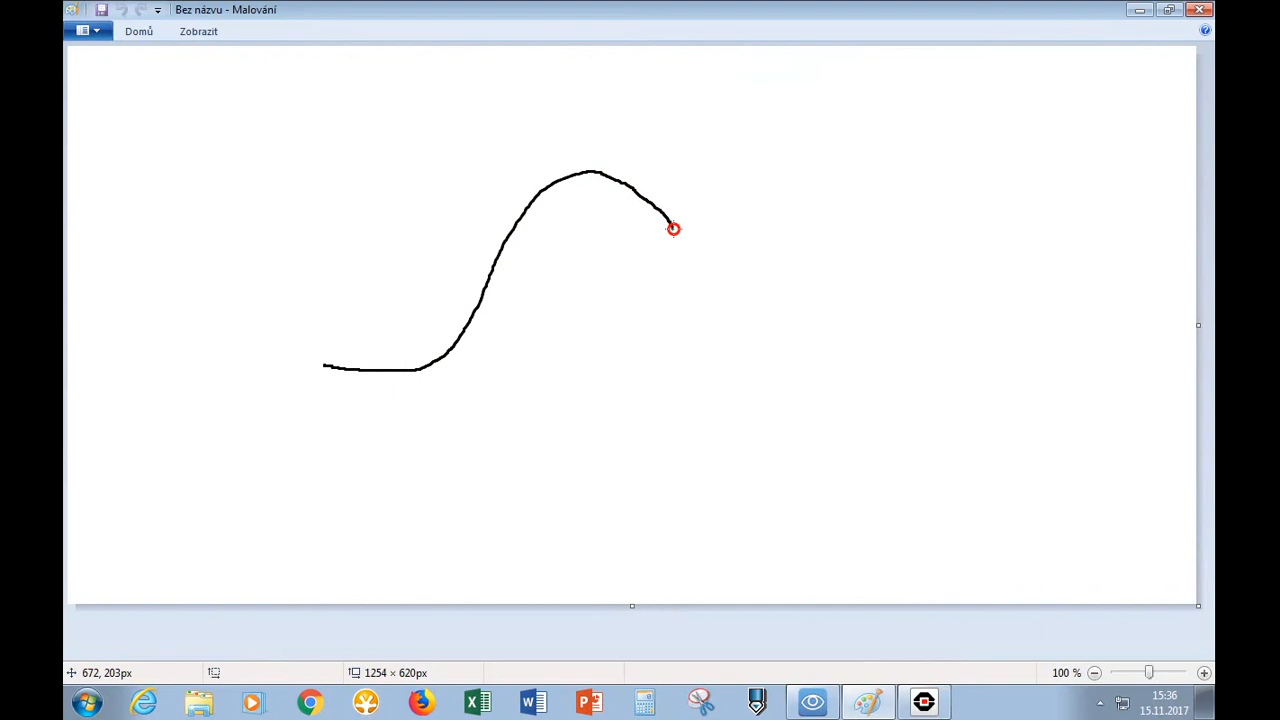 Bez názvu - Malování
Domů
Zobrazit
672, 203px
1254 × 620px
100 %
15:36
15.11.2017